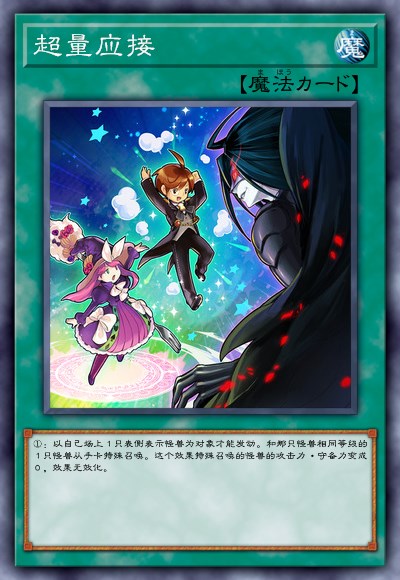 超量应接
魔
【魔法カード】
ま ほう
①：以自己场上１只表侧表示怪兽为对象才能发动。和那只怪兽相同等级的
１只怪兽从手卡特殊召唤。这个效果特殊召唤的怪兽的攻击力·守备力变成
０，效果无效化。